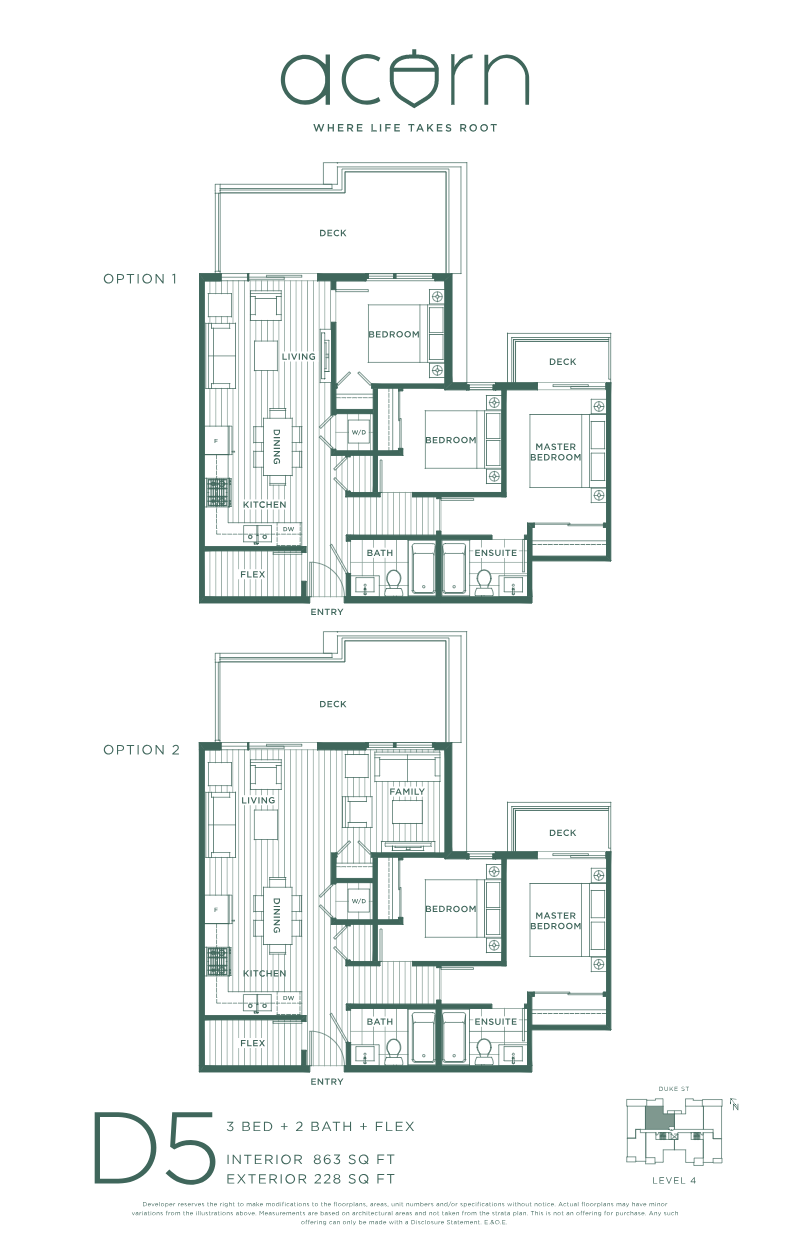 acorn
WHERE LIFE TAKES ROOT
OPTION 1
DECK
BEDROOM
LIVING
DECK
W/D
BEDROOM
F
DINING
MASTER
BEDROOM
KITCHEN
DW
BATH
ENSUITE
FLEX
ENTRY
OPTION 2
DECK
LIVING
FAMILY
DECK
W/D
BEDROOM
F
DINING
MASTER
BEDROOM
KITCHEN
DW
BATH
ENSUITE
FLEX
ENTRY
D5
3 BED + 2 BATH + FLEX
INTERIOR 863 SQ FT
EXTERIOR 228 SQ FT
DUKE ST
N
LEVEL 4
Developer reserves the right to make modifications to the floorplans, areas, unit numbers and/or specifications without notice. Actual floorplans may have minor
variations from the illustrations above. Measurements are based on architectural areas and not taken from the strata plan. This is not an offering for purchase. Any such
offering can only be made with a Disclosure Statement. E.&O.E.